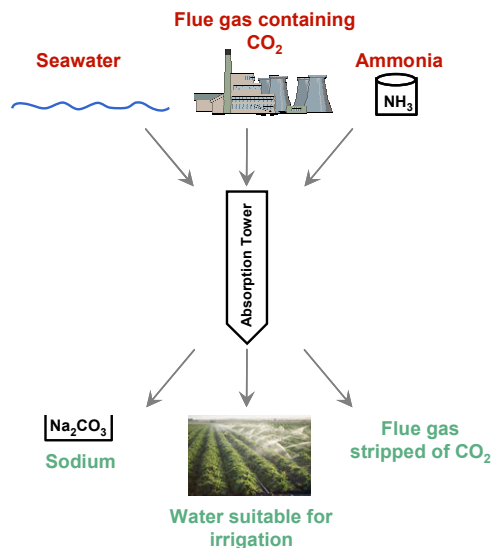 Flue gas containing
CO₂
Seawater
Ammonia
NH₃
Absorption Tower
Na₂CO₃
Sodium
Flue gas
stripped of CO₂
Water suitable for
irrigation